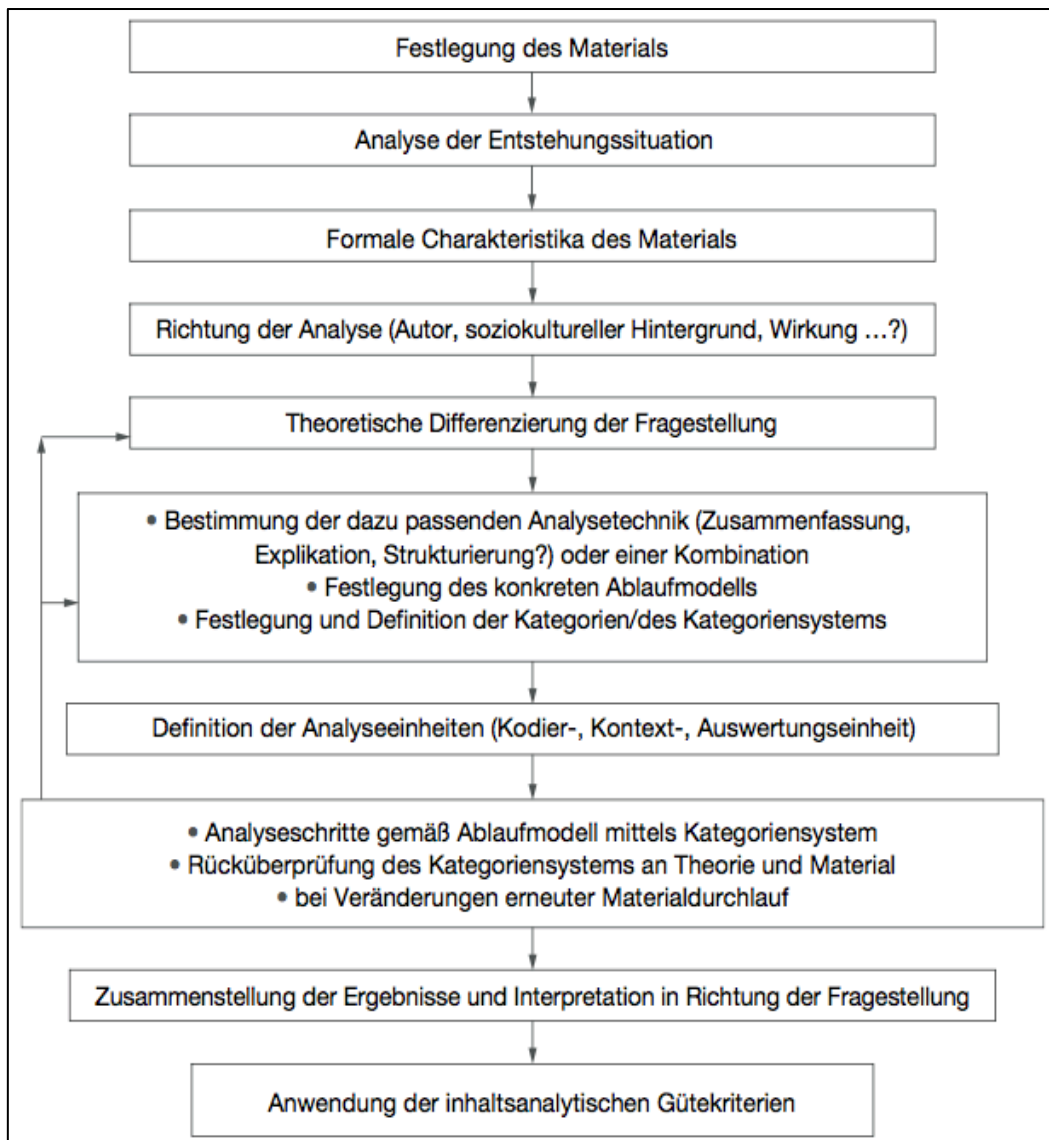 Festlegung des Materials
Analyse der Entstehungssituation
Formale Charakteristika des Materials
Richtung der Analyse (Autor, soziokultureller Hintergrund, Wirkung ...?)
Theoretische Differenzierung der Fragestellung
• Bestimmung der dazu passenden Analysetechnik (Zusammenfassung,
Explikation, Strukturierung?) oder einer Kombination
• Festlegung des konkreten Ablaufmodells
• Festlegung und Definition der Kategorien/des Kategoriensystems
Definition der Analyseeinheiten (Kodier-, Kontext-, Auswertungseinheit)
• Analyseschritte gemäß Ablaufmodell mittels Kategoriensystem
• Rücküberprüfung des Kategoriensystems an Theorie und Material
• bei Veränderungen erneuter Materialdurchlauf
Zusammenstellung der Ergebnisse und Interpretation in Richtung der Fragestellung
Anwendung der inhaltsanalytischen Gütekriterien